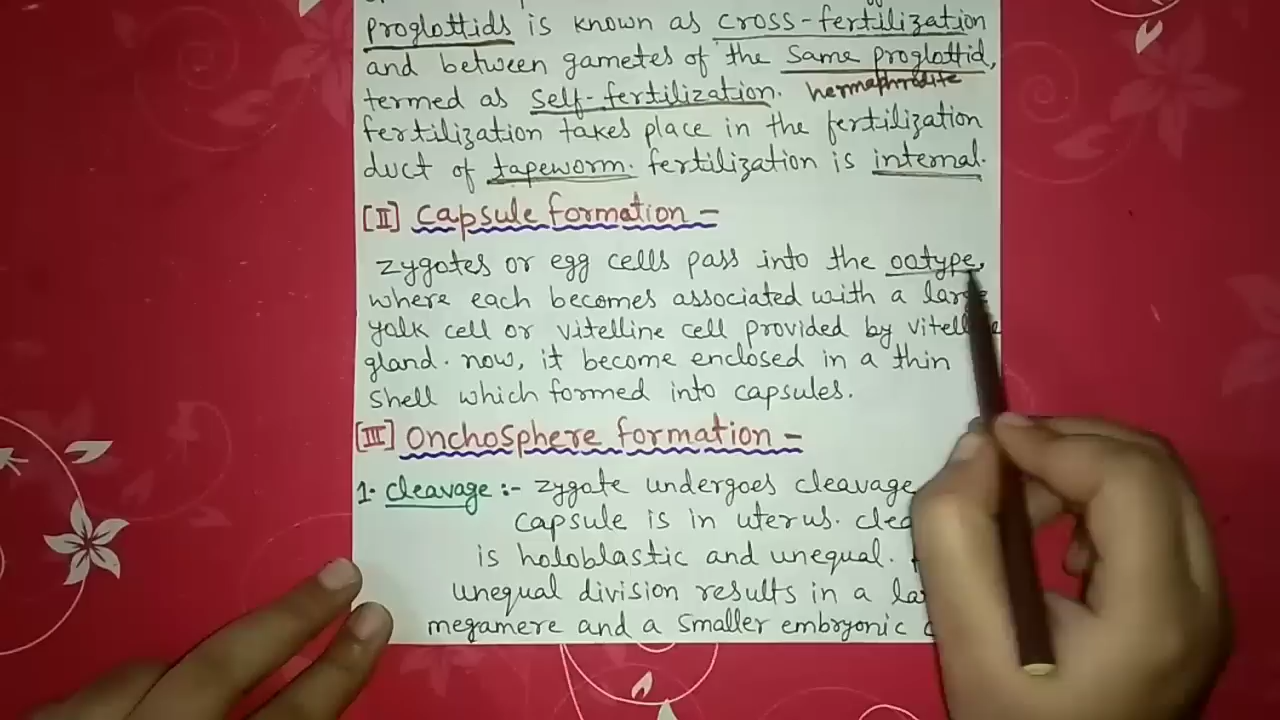 proglottids is known as cross-fertilization
and between gametes of the same proglottid,
termed as self-fertilization. hermaphrodite
fertilization takes place in the fertilization
duct of tapeworm. fertilization is internal.
[II] Capsule formation -
zygotes or egg cells pass into the ootype,
where each becomes associated with a large
yolk cell or vitelline cell provided by
gland. now, it become enclosed in a thin
shell which formed into capsules.
[III] Onchosphere formation -
1. cleavage :- zygate undergoes cleavage
capsule is in uterus.
is holoblastic and unequal.
unequal division results in a
megamere and a smaller embryonic